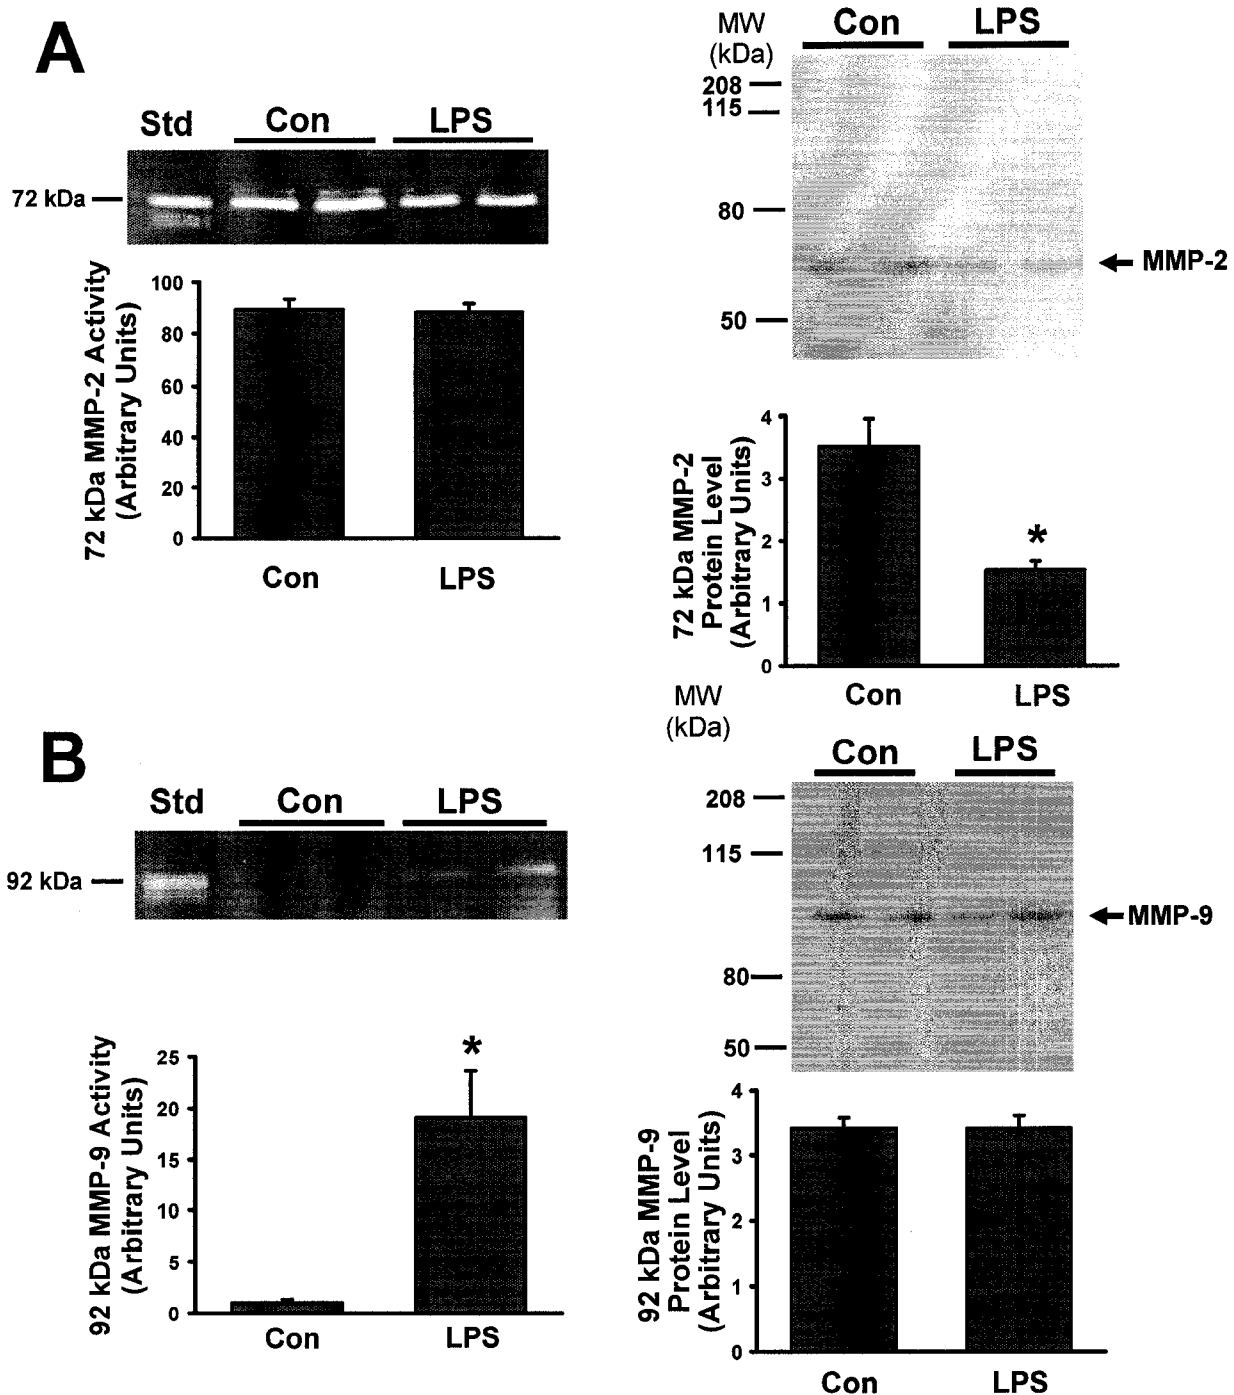 A
Std Con LPS
72 kDa
72 kDa MMP-2 Activity
(Arbitrary Units)
100
80
60
40
20
0
Con LPS
MW
(kDa)
Con LPS
208
115
80
50
MMP-2
72 kDa MMP-2
Protein Level
(Arbitrary Units)
4
3
2
1
0
*
Con LPS
B
Std Con LPS
92 kDa
92 kDa MMP-9 Activity
(Arbitrary Units)
25
20
15
10
5
0
*
Con LPS
MW
(kDa)
Con LPS
208
115
80
50
MMP-9
92 kDa MMP-9
Protein Level
(Arbitrary Units)
4
3
2
1
0
Con LPS